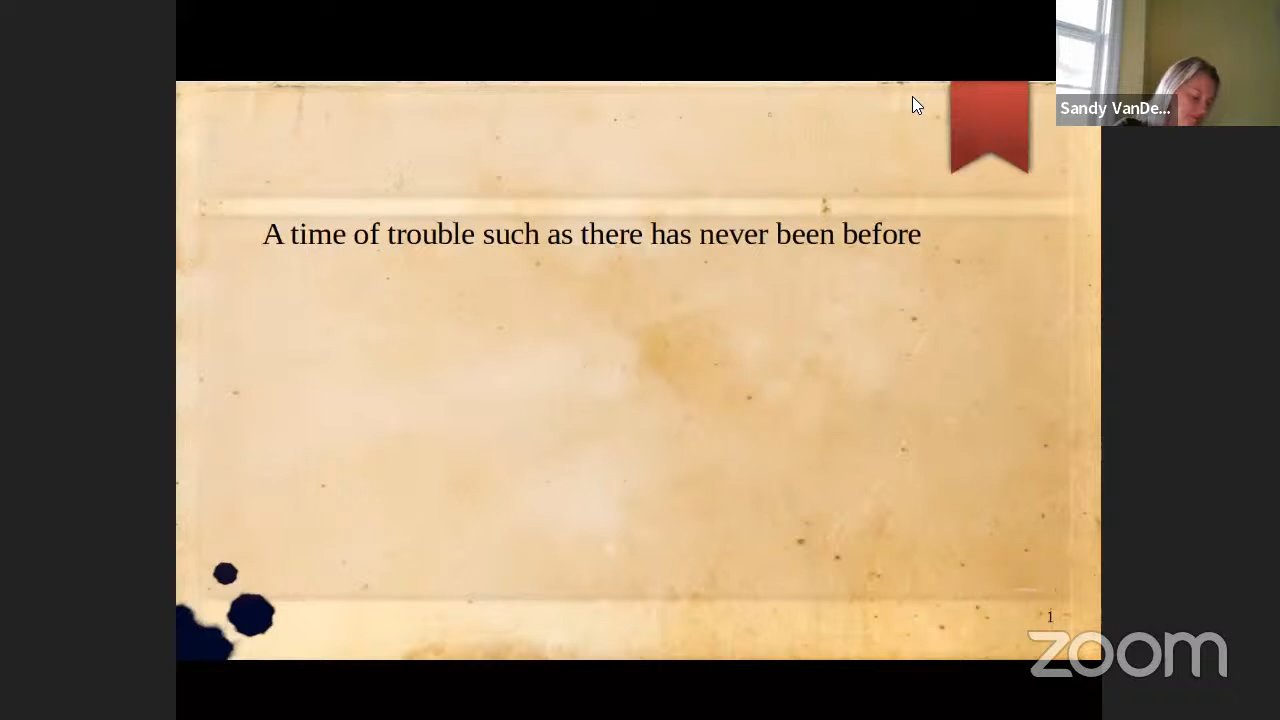 Sandy VanDe...
A time of trouble such as there has never been before
1
zoom